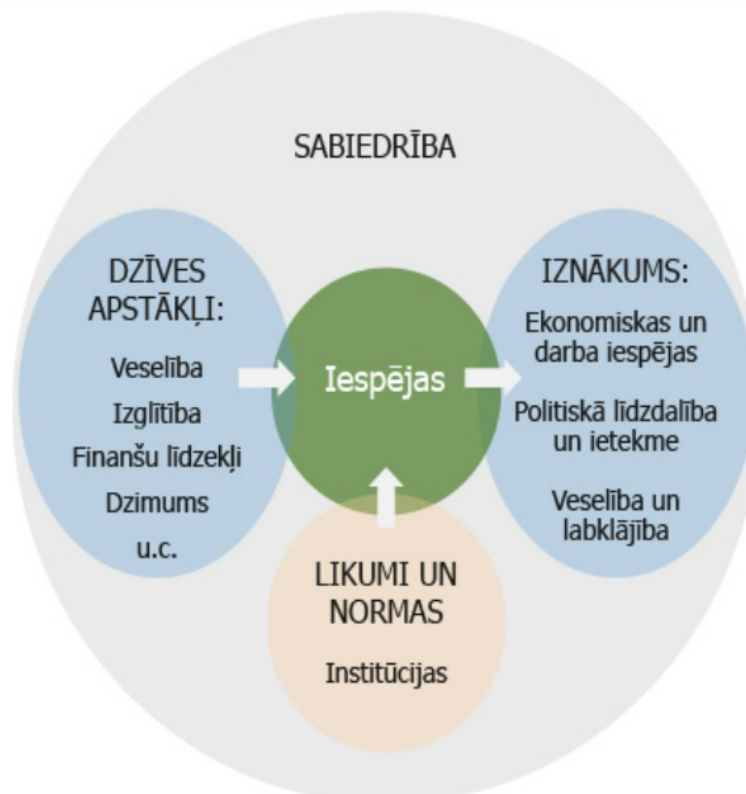 SABIEDRĪBA
DZĪVES
APSTĀKĻI:
Veselība
Izglītība
Finanšu līdzekļi
Dzimums
u.c.
Iespējas
IZNĀKUMS:
Ekonomiskas un
darba iespējas
Politiskā līdzdalība
un ietekme
Veselība un
labklājība
LIKUMI UN
NORMAS
Institūcijas